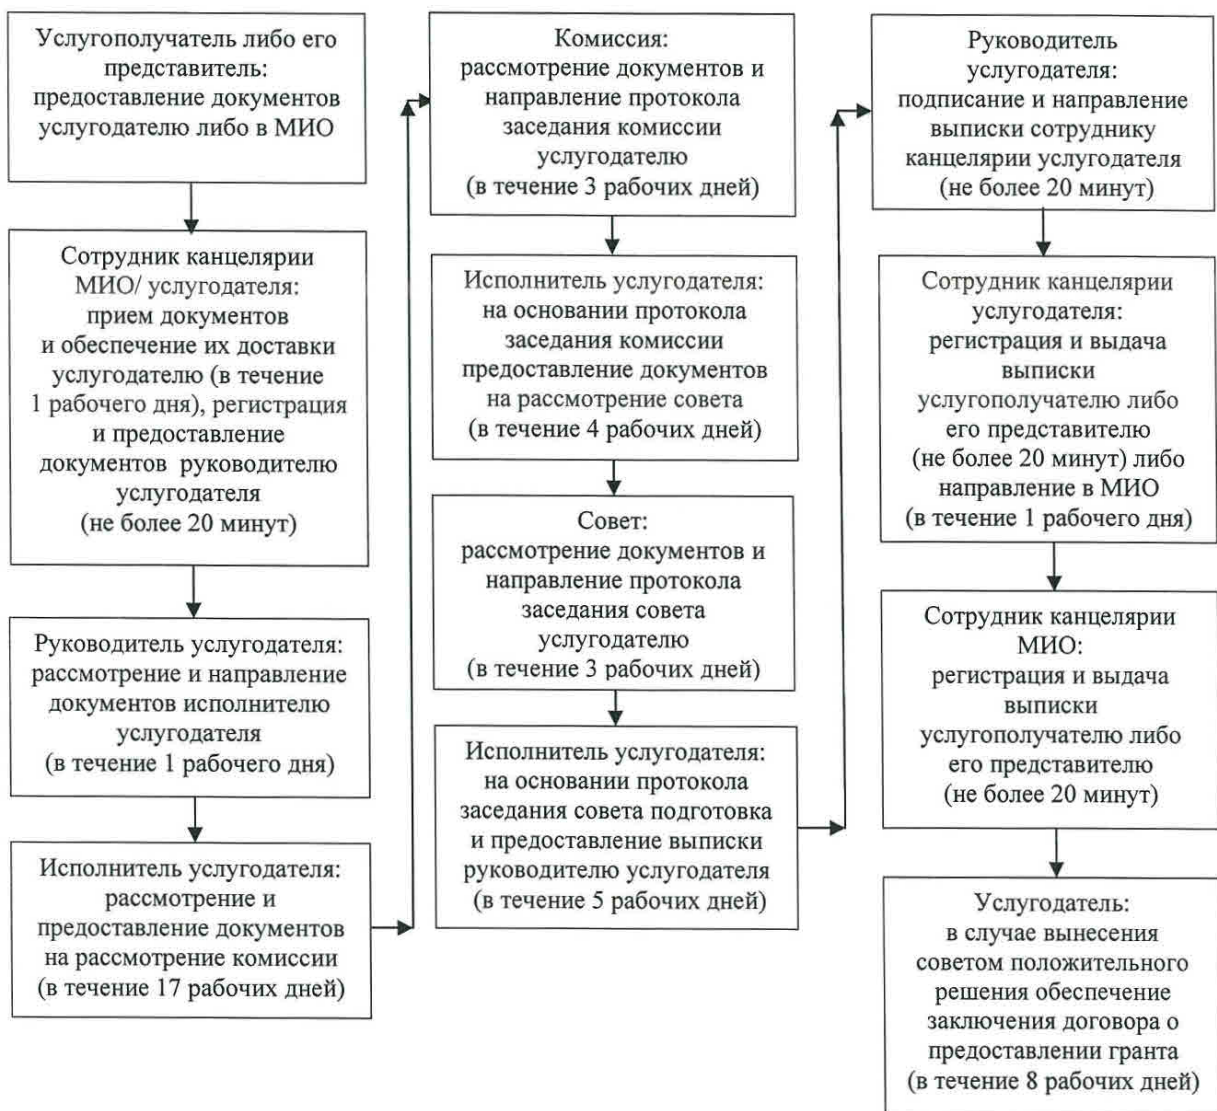 Услугополучатель либо его
представитель:
предоставление документов
услугодателю либо в МИО
Сотрудник канцелярии
МИО/ услугодателя:
прием документов
и обеспечение их доставки
услугодателю (в течение
1 рабочего дня), регистрация
и предоставление
документов руководителю
услугодателя
(не более 20 минут)
Руководитель услугодателя:
рассмотрение и направление
документов исполнителю
услугодателя
(в течение 1 рабочего дня)
Исполнитель услугодателя:
рассмотрение и
предоставление документов
на рассмотрение комиссии
(в течение 17 рабочих дней)
Комиссия:
рассмотрение документов и
направление протокола
заседания комиссии
услугодателю
(в течение 3 рабочих дней)
Исполнитель услугодателя:
на основании протокола
заседания комиссии
предоставление документов
на рассмотрение совета
(в течение 4 рабочих дней)
Совет:
рассмотрение документов и
направление протокола
заседания совета
услугодателю
(в течение 3 рабочих дней)
Исполнитель услугодателя:
на основании протокола
заседания совета подготовка
и предоставление выписки
руководителю услугодателя
(в течение 5 рабочих дней)
Руководитель
услугодателя:
подписание и направление
выписки сотруднику
канцелярии услугодателя
(не более 20 минут)
Сотрудник канцелярии
услугодателя:
регистрация и выдача
выписки
услугополучателю либо
его представителю
(не более 20 минут) либо
направление в МИО
(в течение 1 рабочего дня)
Сотрудник канцелярии
МИО:
регистрация и выдача
выписки
услугополучателю либо
его представителю
(не более 20 минут)
Услугодатель:
в случае вынесения
советом положительного
решения обеспечение
заключения договора о
предоставлении гранта
(в течение 8 рабочих дней)